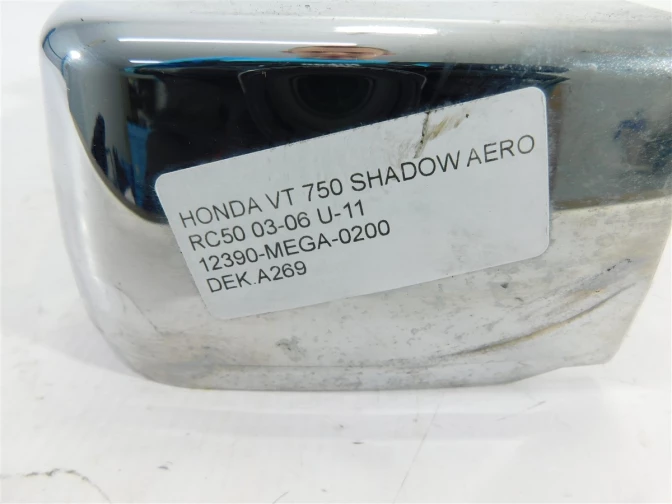 HONDA VT 750 SHADOW AERO
RC50 03-06 U-11
12390-MEGA-0200
DEK.A269